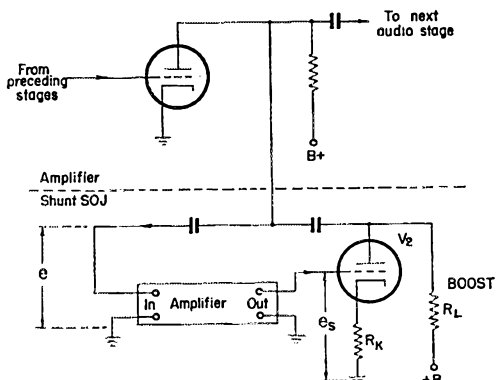 To next
audio stage
From
preceding
stages
B+
Amplifier
Shunt SOJ
e
V2
In
Amplifier
Out
es
BOOST
RL
RK
+B